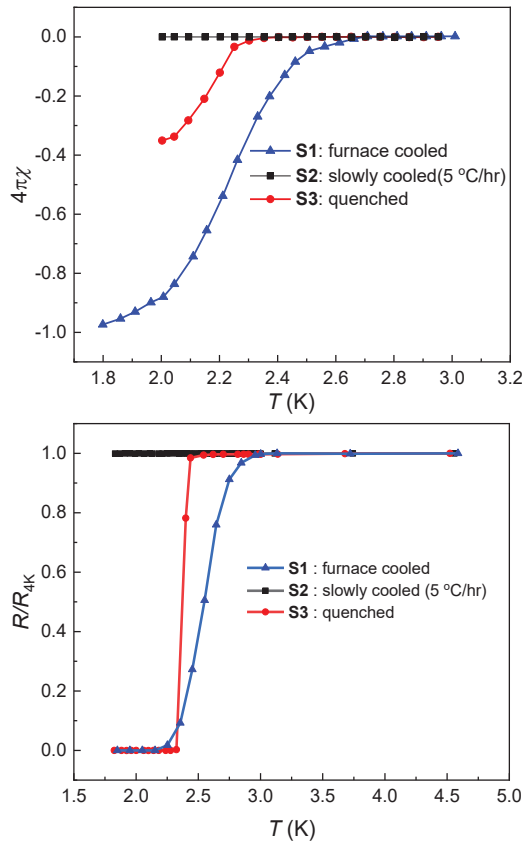 0.0
-0.2
-0.4
-0.6
-0.8
-1.0
4πχ
S1: furnace cooled
S2: slowly cooled(5 °C/hr)
S3: quenched
1.8 2.0 2.2 2.4 2.6 2.8 3.0 3.2
T (K)
1.0
0.8
0.6
0.4
0.2
0.0
R/R4K
S1 : furnace cooled
S2 : slowly cooled (5 °C/hr)
S3 : quenched
1.5 2.0 2.5 3.0 3.5 4.0 4.5 5.0
T (K)